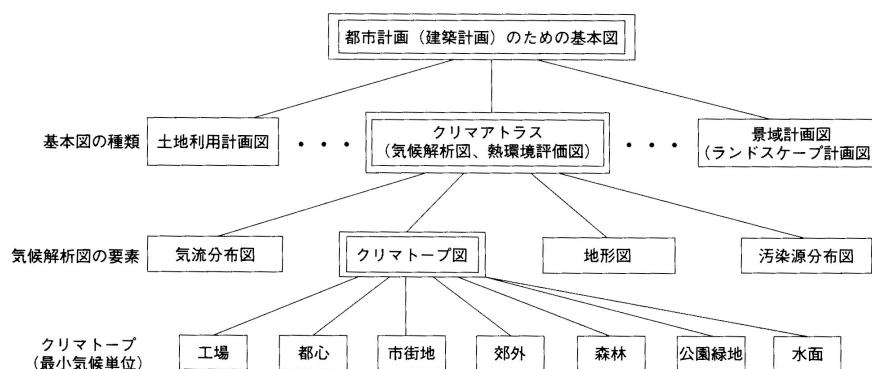 都市計画(建築計画)のための基本図
基本図の種類
土地利用計画図
・・・
クリマアトラス
(気候解析図、熱環境評価図)
・・・
景域計画図
(ランドスケープ計画図)
気候解析図の要素
気流分布図
クリマトープ図
地形図
汚染源分布図
クリマトープ
(最小気候単位)
工場
都心
市街地
郊外
森林
公園緑地
水面